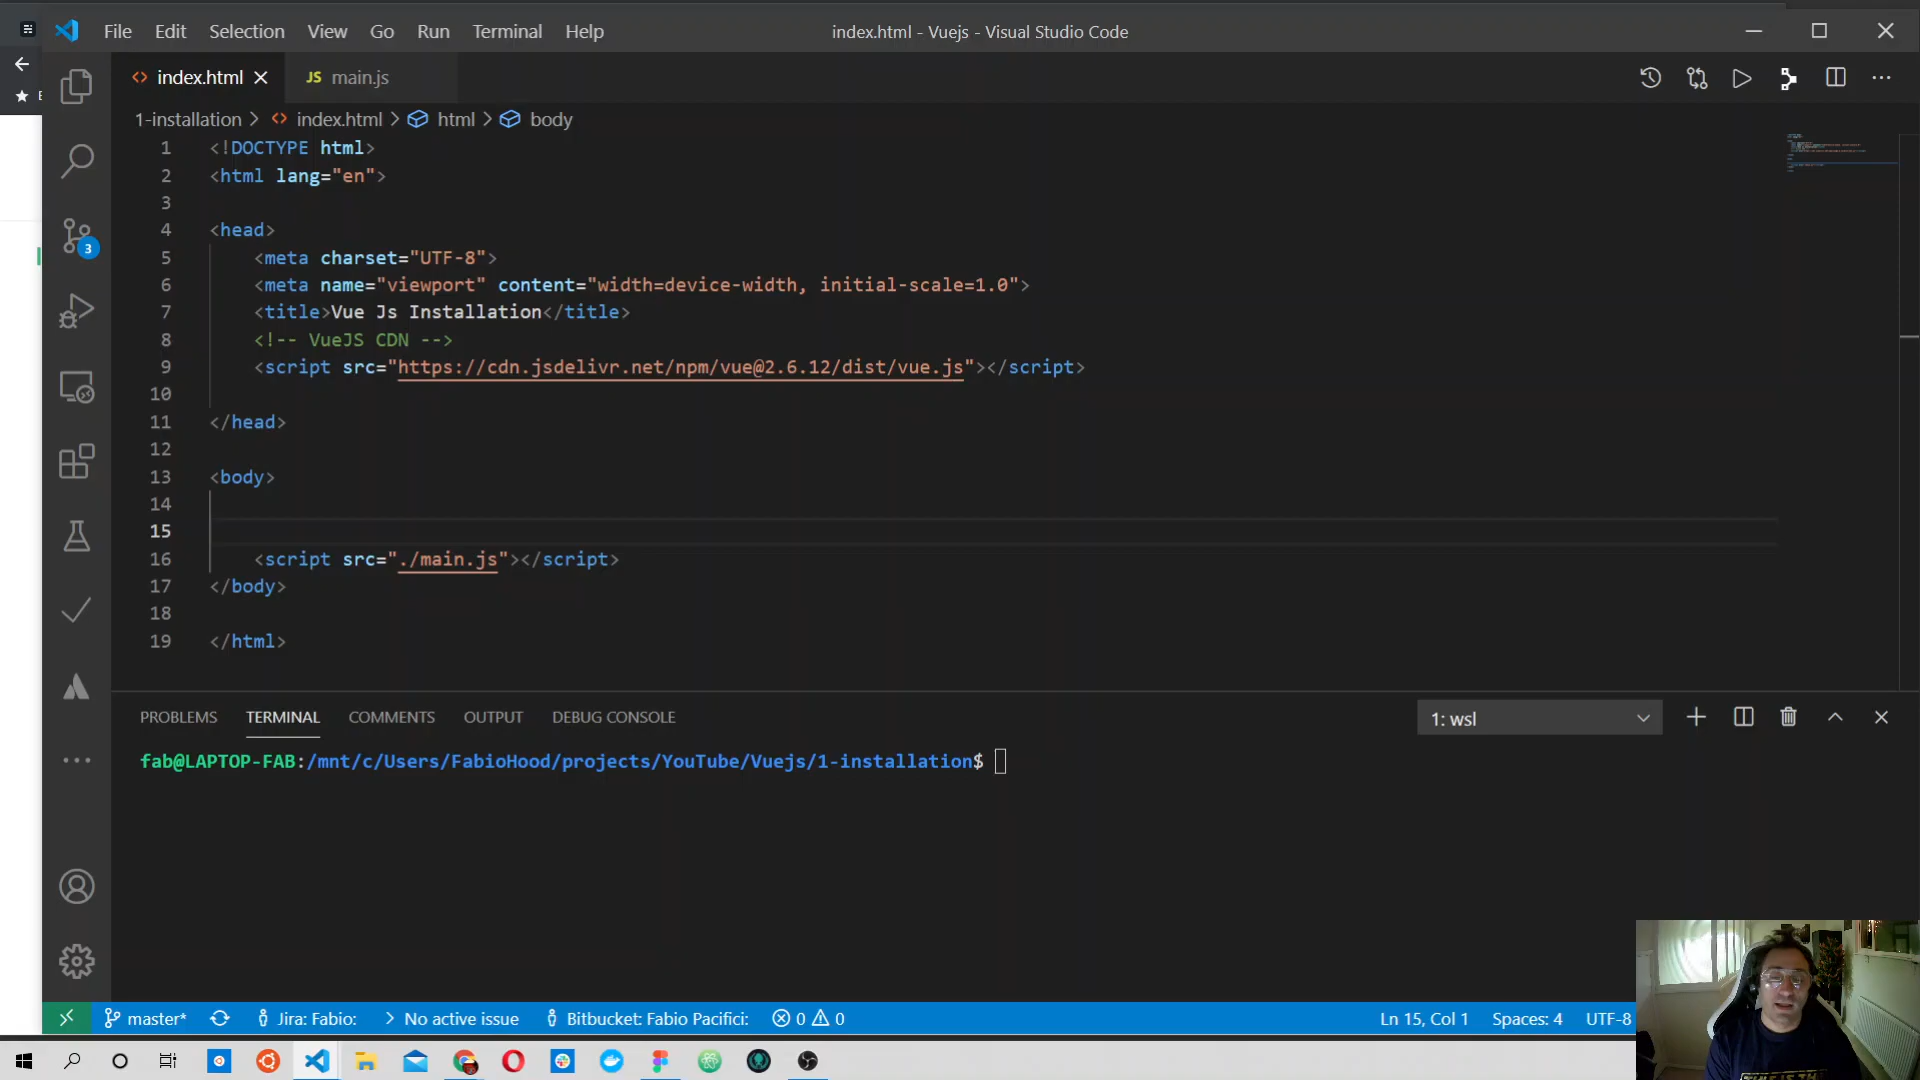 File Edit Selection View Go Run Terminal Help
index.html - Vuejs - Visual Studio Code
index.html
JS main.js
1-installation > index.html > html > body
1 <!DOCTYPE html>
2 <html lang="en">
3
4 <head>
5 <meta charset="UTF-8">
6 <meta name="viewport" content="width=device-width, initial-scale=1.0">
7 <title>Vue Js Installation</title>
8 <!-- VueJS CDN -->
9 <script src="https://cdn.jsdelivr.net/npm/vue@2.6.12/dist/vue.js"></script>
10
11 </head>
12
13 <body>
14
15
16 <script src="./main.js"></script>
17 </body>
18
19 </html>
3
PROBLEMS TERMINAL COMMENTS OUTPUT DEBUG CONSOLE
1: wsl
fab@LAPTOP-FAB:/mnt/c/Users/FabioHood/projects/YouTube/Vuejs/1-installation$
master* Jira: Fabio: No active issue Bitbucket: Fabio Pacifici: 0 0
Ln 15, Col 1 Spaces: 4 UTF-8